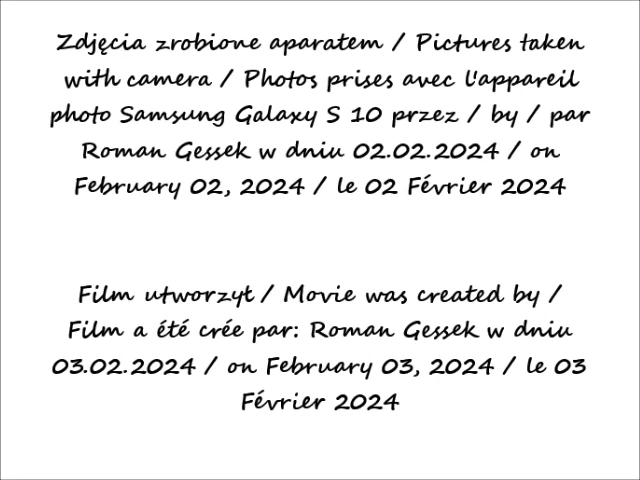 Zdjęcia zrobione aparatem / Pictures taken
with camera / Photos prises avec l'appareil
photo Samsung Galaxy S 10 przez / by / par
Roman Gessek w dniu 02.02.2024 / on
February 02, 2024 / le 02 Février 2024
Film utworzył / Movie was created by /
Film a été crée par: Roman Gessek w dniu
03.02.2024 / on February 03, 2024 / le 03
Février 2024